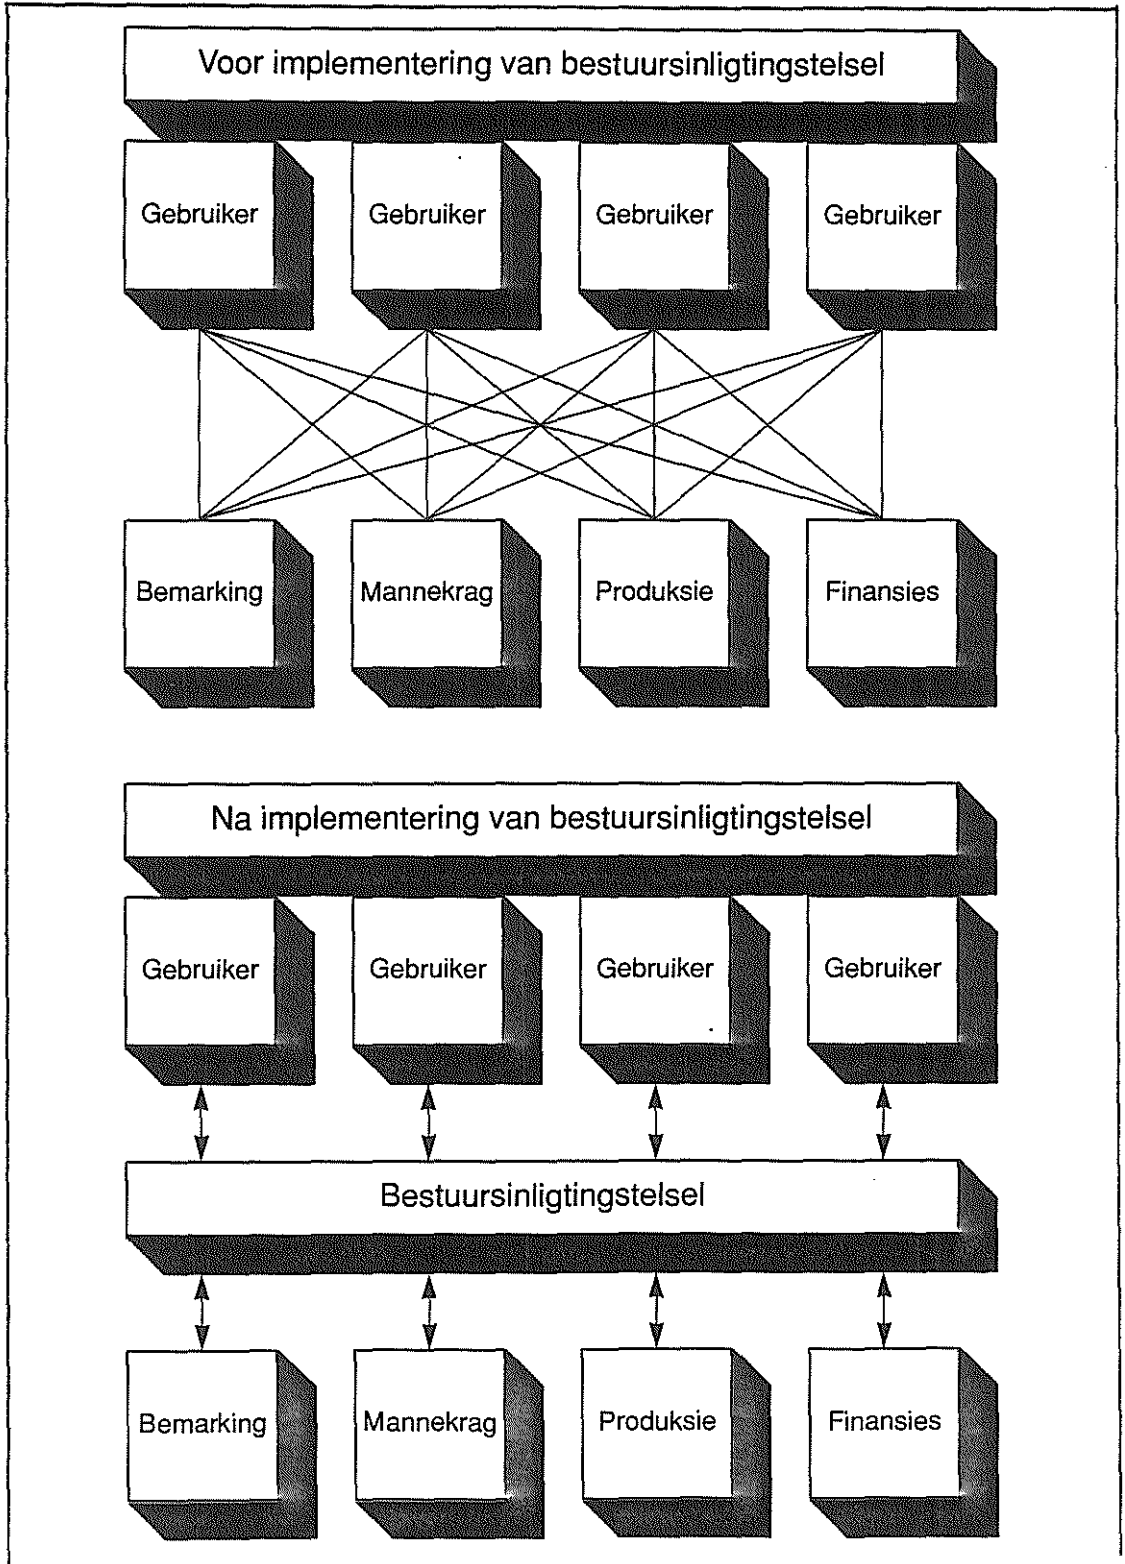 Voor implementering van bestuursinligtingstelsel
Gebruiker Gebruiker Gebruiker Gebruiker
Bemarking Mannekrag Produksie Finansies
Na implementering van bestuursinligtingstelsel
Gebruiker Gebruiker Gebruiker Gebruiker
Bestuursinligtingstelsel
Bemarking Mannekrag Produksie Finansies